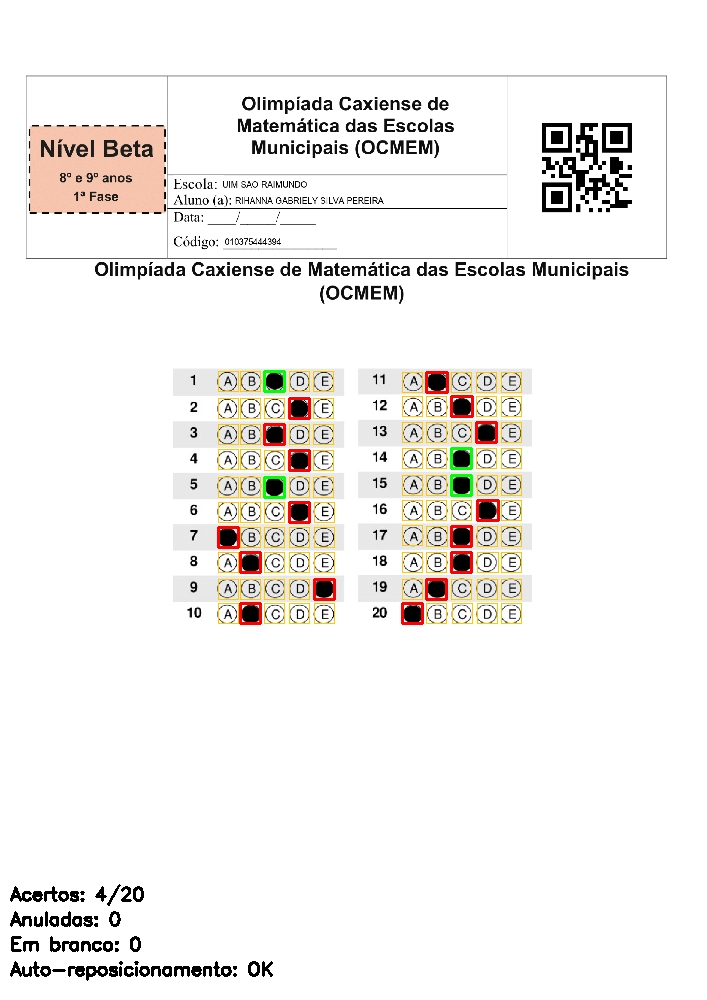 Nível Beta
8º e 9º anos
1ª Fase
Olimpíada Caxiense de
Matemática das Escolas
Municipais (OCMEM)
Escola: UIM SAO RAIMUNDO
Aluno (a): RIHANNA GABRIELY SILVA PEREIRA
Data: ____/_____/_____
Código: 010375444394
Olimpíada Caxiense de Matemática das Escolas Municipais
(OCMEM)
1 A B D E
2 A B C E
3 A B D E
4 A B C E
5 A B D E
6 A B C E
7 B C D E
8 A C D E
9 A B C D
10 A C D E
11 A C D E
12 A B D E
13 A B C E
14 A B D E
15 A B D E
16 A B C E
17 A B D E
18 A B D E
19 A C D E
20 B C D E
Acertos: 4/20
Anuladas: 0
Em branco: 0
Auto-reposicionamento: OK